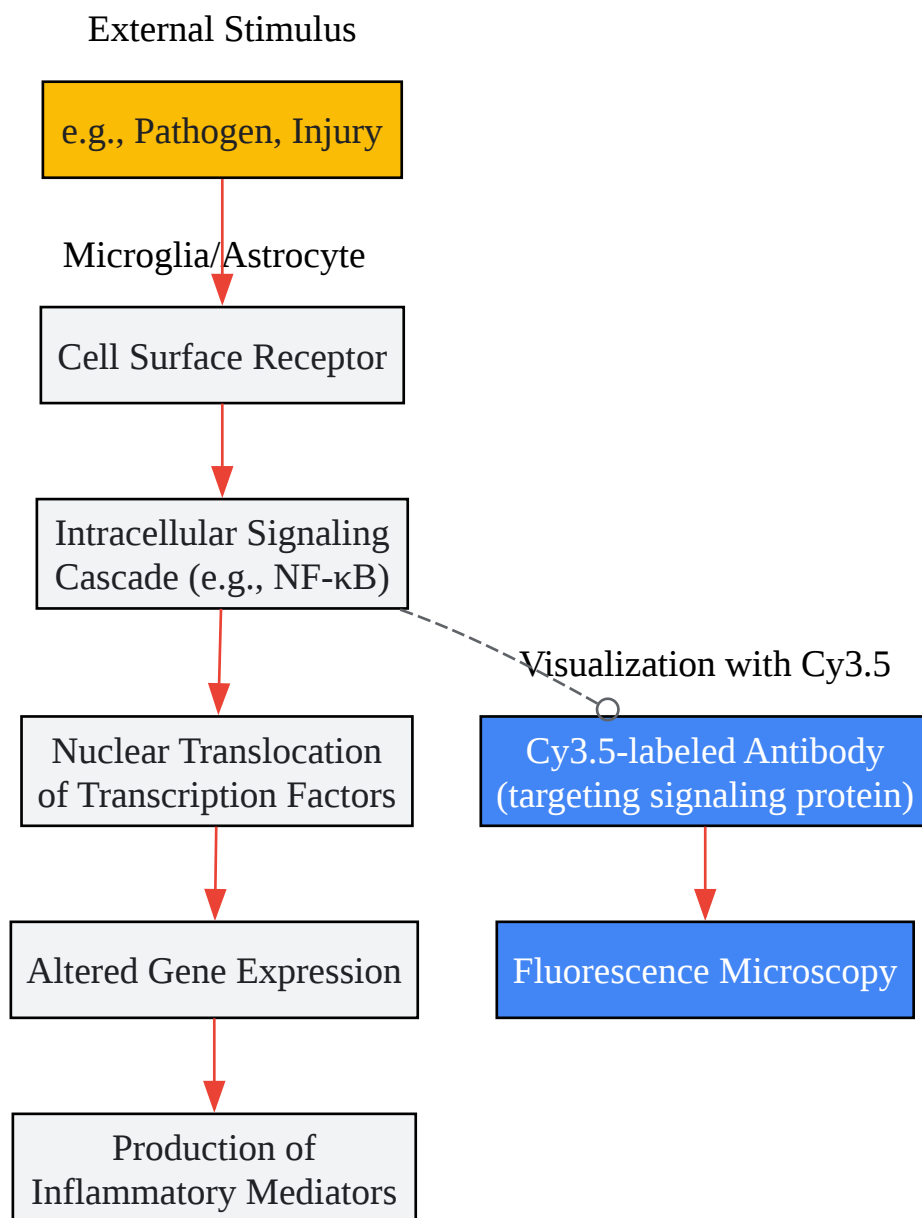 External Stimulus
e.g., Pathogen, Injury
Microglia/Astrocyte
Cell Surface Receptor
Intracellular Signaling
Cascade (e.g., NF-κB)
Visualization with Cy3.5
Nuclear Translocation
of Transcription Factors
Cy3.5-labeled Antibody
(targeting signaling protein)
Altered Gene Expression
Fluorescence Microscopy
Production of
Inflammatory Mediators